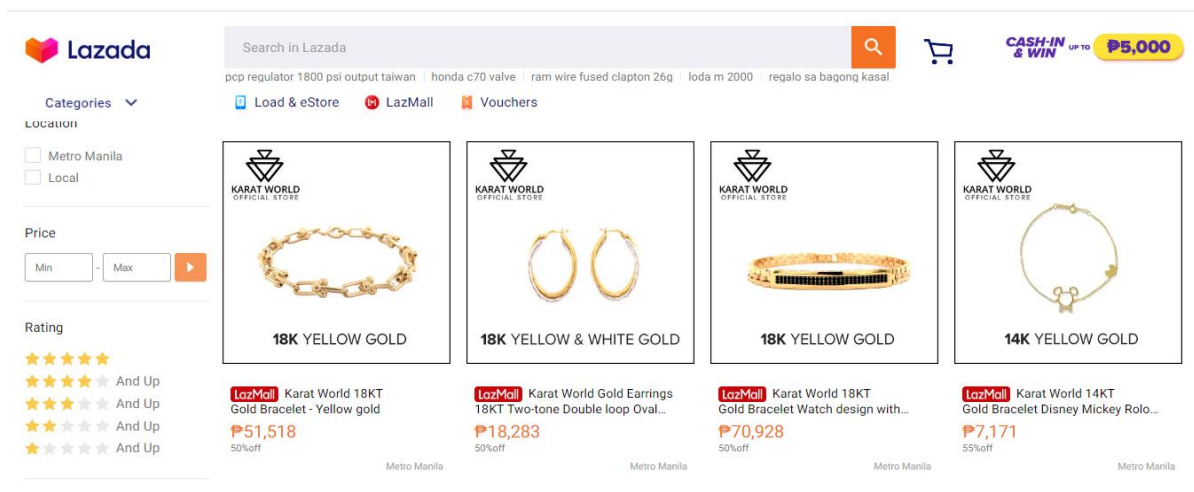 Lazada
Search in Lazada
CASH-IN & WIN UP TO ₱5,000
pcp regulator 1800 psi output taiwan honda c70 valve ram wire fused clapton 26g loda m 2000 regalo sa bagong kasal
Categories
Load & eStore LazMall Vouchers
Location
Metro Manila
Local
Price
Min - Max
Rating
And Up
And Up
And Up
And Up
KARAT WORLD
OFFICIAL STORE
18K YELLOW GOLD
LazMall Karat World 18KT
Gold Bracelet - Yellow gold
₱51,518
50%off
Metro Manila
KARAT WORLD
OFFICIAL STORE
18K YELLOW & WHITE GOLD
LazMall Karat World Gold Earrings
18KT Two-tone Double loop Oval...
₱18,283
50%off
Metro Manila
KARAT WORLD
OFFICIAL STORE
18K YELLOW GOLD
LazMall Karat World 18KT
Gold Bracelet Watch design with...
₱70,928
50%off
Metro Manila
KARAT WORLD
OFFICIAL STORE
14K YELLOW GOLD
LazMall Karat World 14KT
Gold Bracelet Disney Mickey Rolo...
₱7,171
55%off
Metro Manila